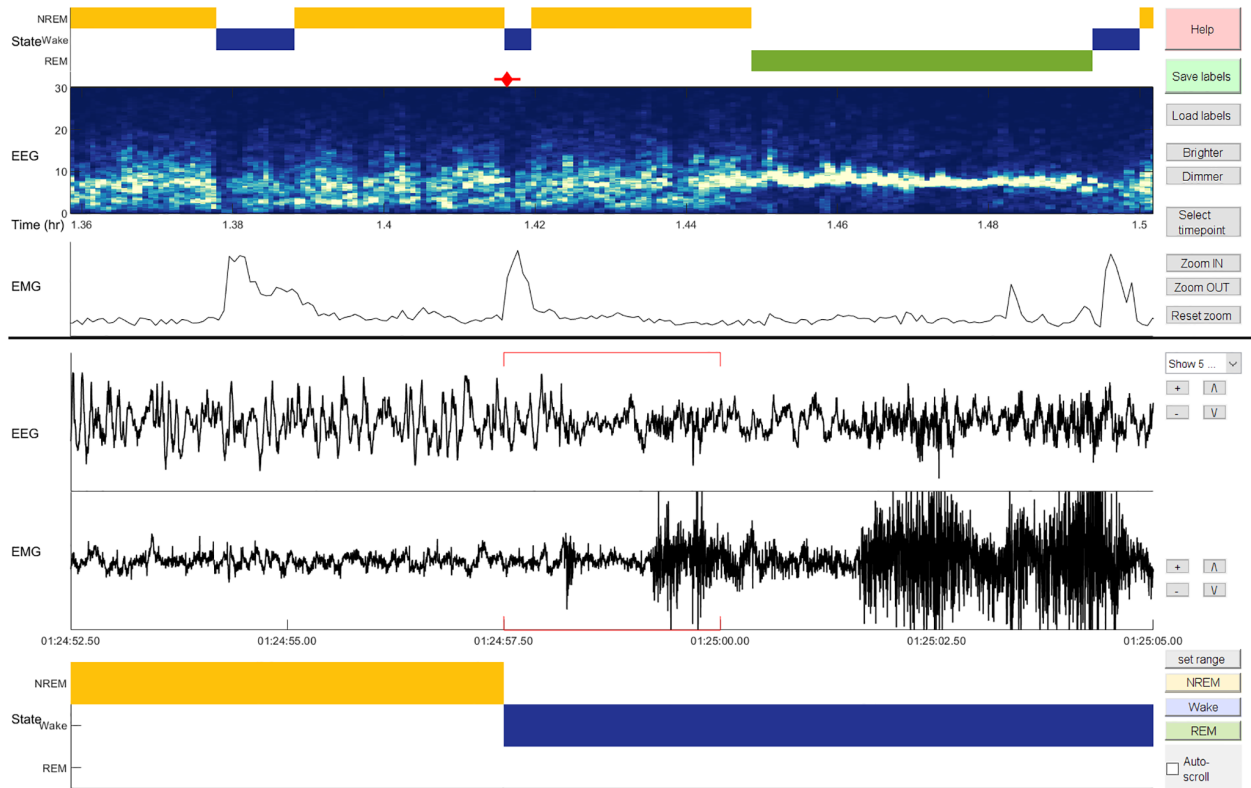 NREM
State Wake
REM
Help
30
Save labels
20
Load labels
EEG
Brighter
10
Dimmer
0
Time (hr) 1.36 1.38 1.4 1.42 1.44 1.46 1.48 1.5
Select
timepoint
EMG
Zoom IN
Zoom OUT
Reset zoom
Show 5 ...
+ /\
- \/
EEG
EMG
+ /\
- \/
01:24:52.50 01:24:55.00 01:24:57.50 01:25:00.00 01:25:02.50 01:25:05.00
set range
NREM
NREM
State Wake
Wake
REM
REM
Auto-
scroll